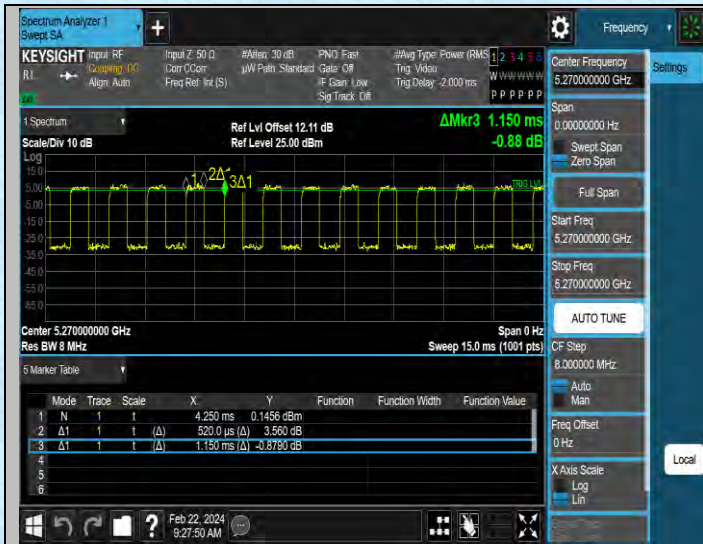 Spectrum Analyzer 1
Swept SA
+
Frequency
KEYSIGHT
RL
Input: RF
Coupling: DC
Align: Auto
Input Z: 50 Ω
Corr CCorr
Freq Ref: Int (S)
#Atten: 30 dB
µW Path: Standard
PNO: Fast
Gate: Off
IF Gain: Low
Sig Track: Off
#Avg Type: Power (RMS
Trig: Video
Trig Delay: -2.000 ms
1 2 3 4 5 6
W W W W W W
P P P P P P
1 Spectrum
Scale/Div 10 dB
Ref Lvl Offset 12.11 dB
Ref Level 25.00 dBm
ΔMkr3 1.150 ms
-0.88 dB
Log
15.0
5.00
-5.00
-15.0
-25.0
-35.0
-45.0
-55.0
-65.0
1
2Δ1
3Δ1
TRIG LVL
Center 5.270000000 GHz
Res BW 8 MHz
Span 0 Hz
Sweep 15.0 ms (1001 pts)
5 Marker Table
Mode Trace Scale X Y Function Function Width Function Value
1 N 1 t 4.250 ms 0.1456 dBm
2 Δ1 1 t (Δ) 520.0 µs (Δ) 3.560 dB
3 Δ1 1 t (Δ) 1.150 ms (Δ) -0.8790 dB
4
5
6
Center Frequency
5.270000000 GHz
Settings
Span
0.00000000 Hz
Swept Span
Zero Span
Full Span
Start Freq
5.270000000 GHz
Stop Freq
5.270000000 GHz
AUTO TUNE
CF Step
8.000000 MHz
Auto
Man
Freq Offset
0 Hz
X Axis Scale
Log
Lin
Local
?
Feb 22, 2024
9:27:50 AM